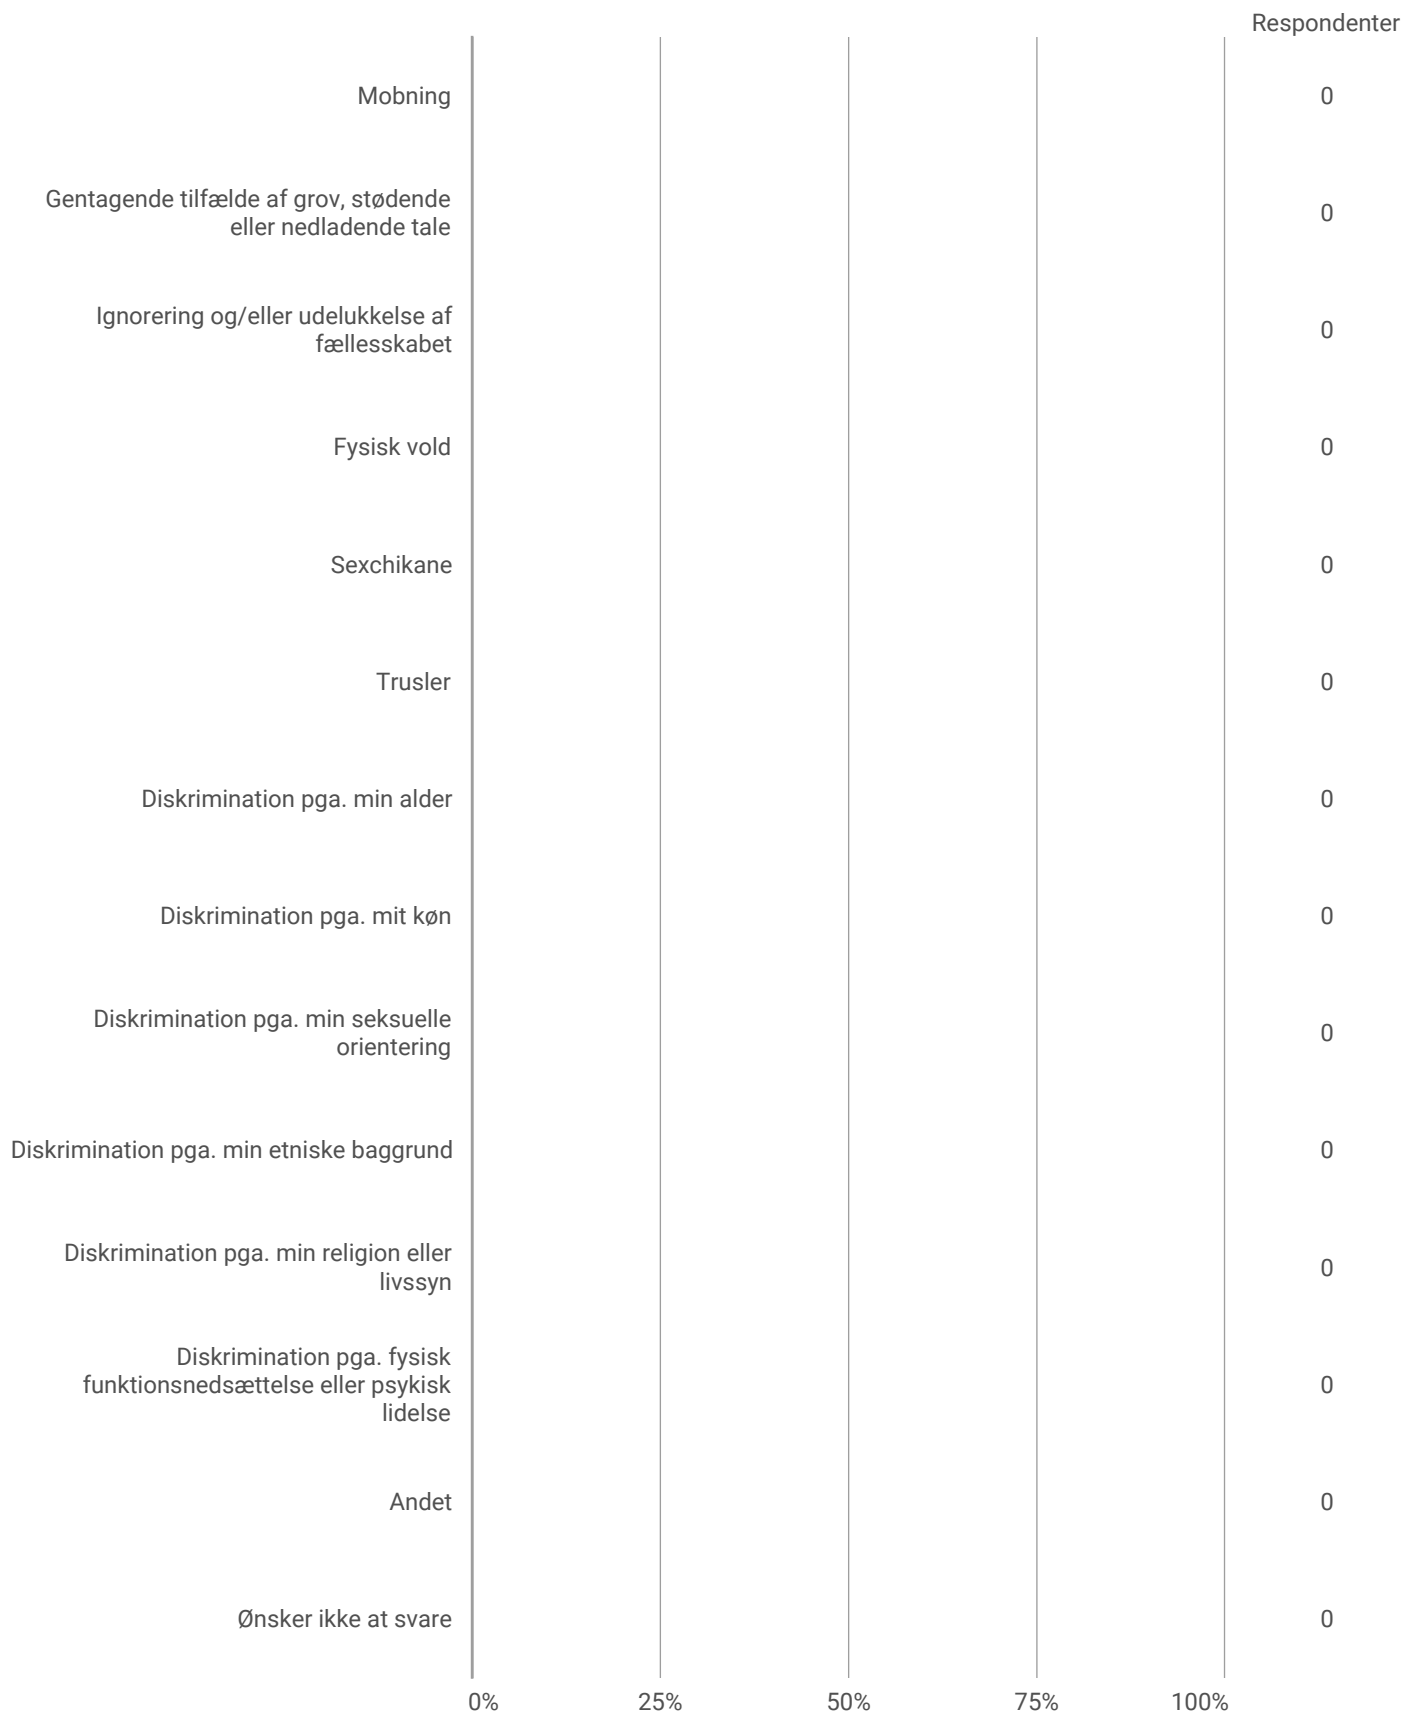 Respondenter
Mobning
0
Gentagende tilfælde af grov, stødende
eller nedladende tale
0
Ignorering og/eller udelukkelse af
fællesskabet
0
Fysisk vold
0
Sexchikane
0
Trusler
0
Diskrimination pga. min alder
0
Diskrimination pga. mit køn
0
Diskrimination pga. min seksuelle
orientering
0
Diskrimination pga. min etniske baggrund
0
Diskrimination pga. min religion eller
livssyn
0
Diskrimination pga. fysisk
funktionsnedsættelse eller psykisk
lidelse
0
Andet
0
Ønsker ikke at svare
0
0% 25% 50% 75% 100%